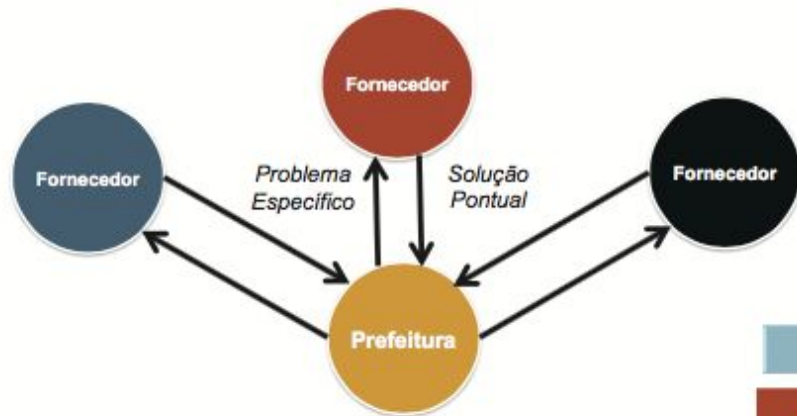 Fornecedor
Fornecedor
Fornecedor
Problema
Específico
Solução
Pontual
Prefeitura